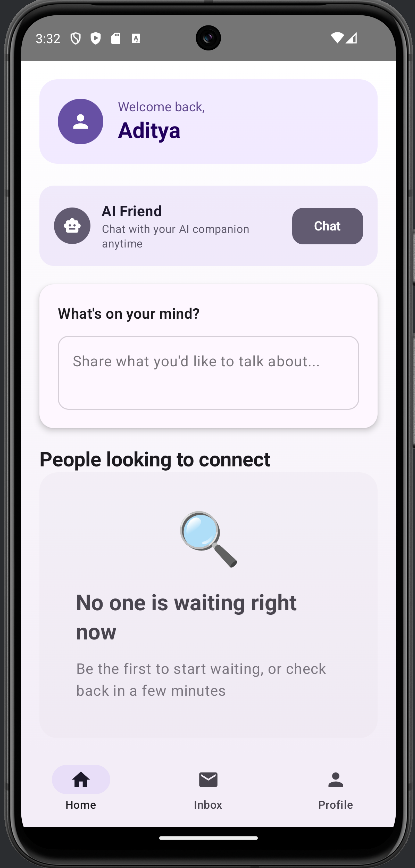 3:32
Welcome back,
Aditya
AI Friend
Chat with your AI companion
anytime
Chat
What's on your mind?
Share what you'd like to talk about...
People looking to connect
No one is waiting right
now
Be the first to start waiting, or check
back in a few minutes
Home
Inbox
Profile